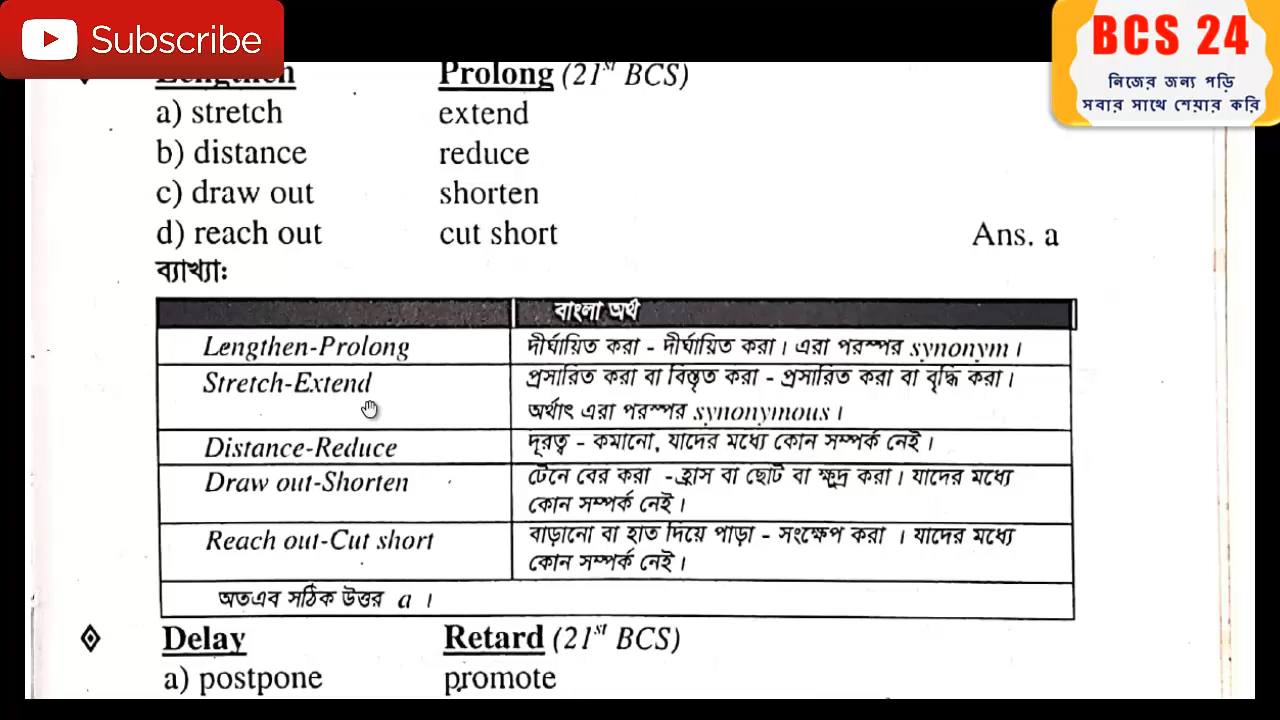 Subscribe
BCS 24
নিজের জন্য পড়ি
সবার সাথে শেয়ার করি
Lengthen Prolong (21st BCS)
a) stretch extend
b) distance reduce
c) draw out shorten
d) reach out cut short Ans. a
ব্যাখ্যাঃ
বাংলা অর্থ
Lengthen-Prolong দীর্ঘায়িত করা - দীর্ঘায়িত করা। এরা পরস্পর synonym ।
Stretch-Extend প্রসারিত করা বা বিস্তৃত করা - প্রসারিত করা বা বৃদ্ধি করা।
অর্থাৎ এরা পরস্পর synonymous ।
Distance-Reduce দূরত্ব - কমানো, যাদের মধ্যে কোন সম্পর্ক নেই।
Draw out-Shorten টেনে বের করা -হ্রাস বা ছোট বা ক্ষুদ্র করা। যাদের মধ্যে
কোন সম্পর্ক নেই।
Reach out-Cut short বাড়ানো বা হাত দিয়ে পাড়া - সংক্ষেপ করা । যাদের মধ্যে
কোন সম্পর্ক নেই।
অতএব সঠিক উত্তর a ।
Delay Retard (21st BCS)
a) postpone promote